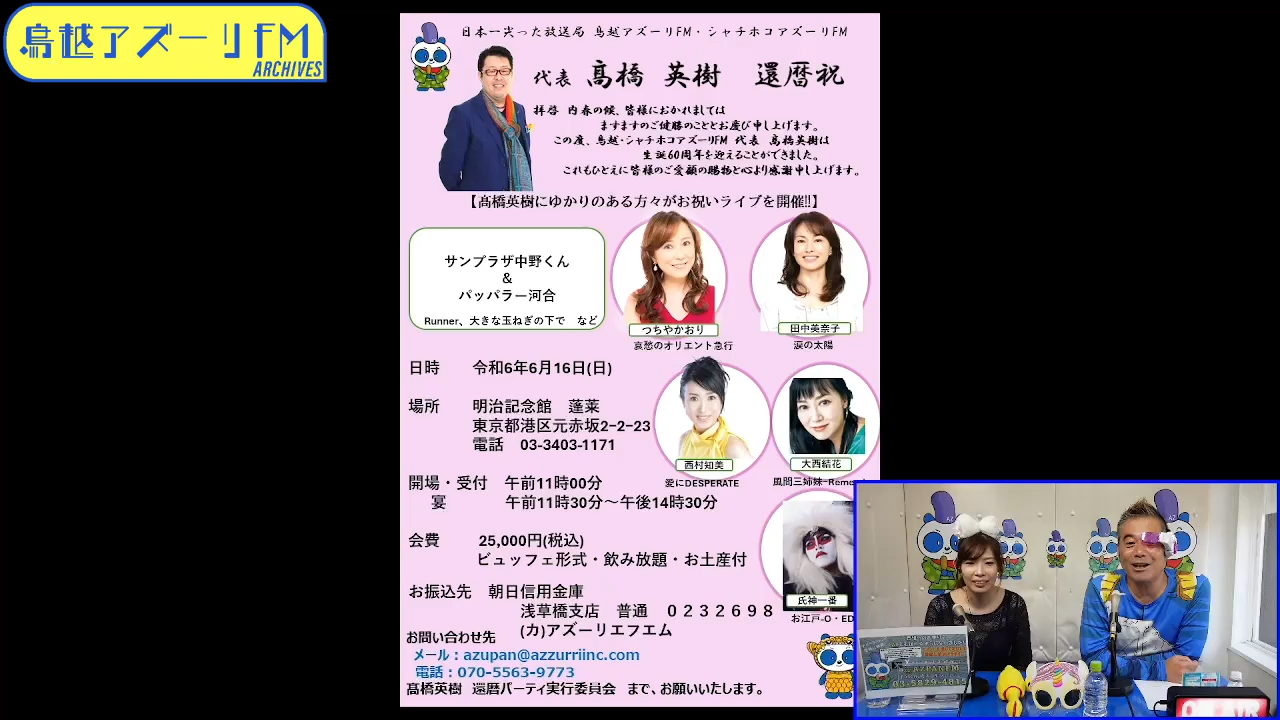 鳥越アズーリFM
ARCHIVES
日本一尖った放送局 鳥越アズーリFM・シャチホコアズーリFM
代表 髙橋 英樹 還暦祝
拝啓 内春の候、皆様におかれましては
ますますのご健勝のこととお慶び申し上げます。
この度、鳥越・シャチホコアズーリFM 代表 髙橋英樹は
生誕60周年を迎えることができました。
これもひとえに皆様のご愛顧の賜物と心より感謝申し上げます。
【髙橋英樹にゆかりのある方々がお祝いライブを開催!!】
サンプラザ中野くん
&
パッパラー河合
Runner、大きな玉ねぎの下で など
つちやかおり
哀愁のオリエント急行
田中美奈子
涙の太陽
日時 令和6年6月16日(日)
場所 明治記念館 蓬莱
東京都港区元赤坂2-2-23
電話 03-3403-1171
西村知美
愛にDESPERATE
大西結花
風間三姉妹-Reme
開場・受付 午前11時00分
宴 午前11時30分～午後14時30分
会費 25,000円(税込)
ビュッフェ形式・飲み放題・お土産付
氏神一番
お江戸-O・ED
お振込先 朝日信用金庫
浅草橋支店 普通 ０２３２６９８
(カ)アズーリエフエム
お問い合わせ先
メール：azupan@azzurriinc.com
電話：070-5563-9773
髙橋英樹 還暦パーティ実行委員会 まで、お願いいたします。
03-5829-4815
ON AIR